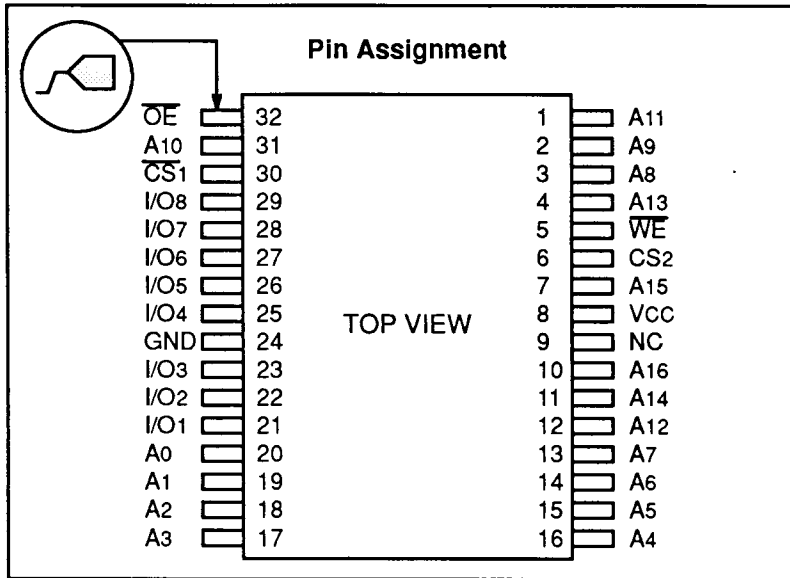 Pin Assignment
O̅E̅ 32 1 A11
A10 31 2 A9
C̅S̅1 30 3 A8
I/O8 29 4 A13
I/O7 28 5 W̅E̅
I/O6 27 6 CS2
I/O5 26 7 A15
I/O4 25 8 VCC
GND 24 9 NC
I/O3 23 10 A16
I/O2 22 11 A14
I/O1 21 12 A12
A0 20 13 A7
A1 19 14 A6
A2 18 15 A5
A3 17 16 A4
TOP VIEW